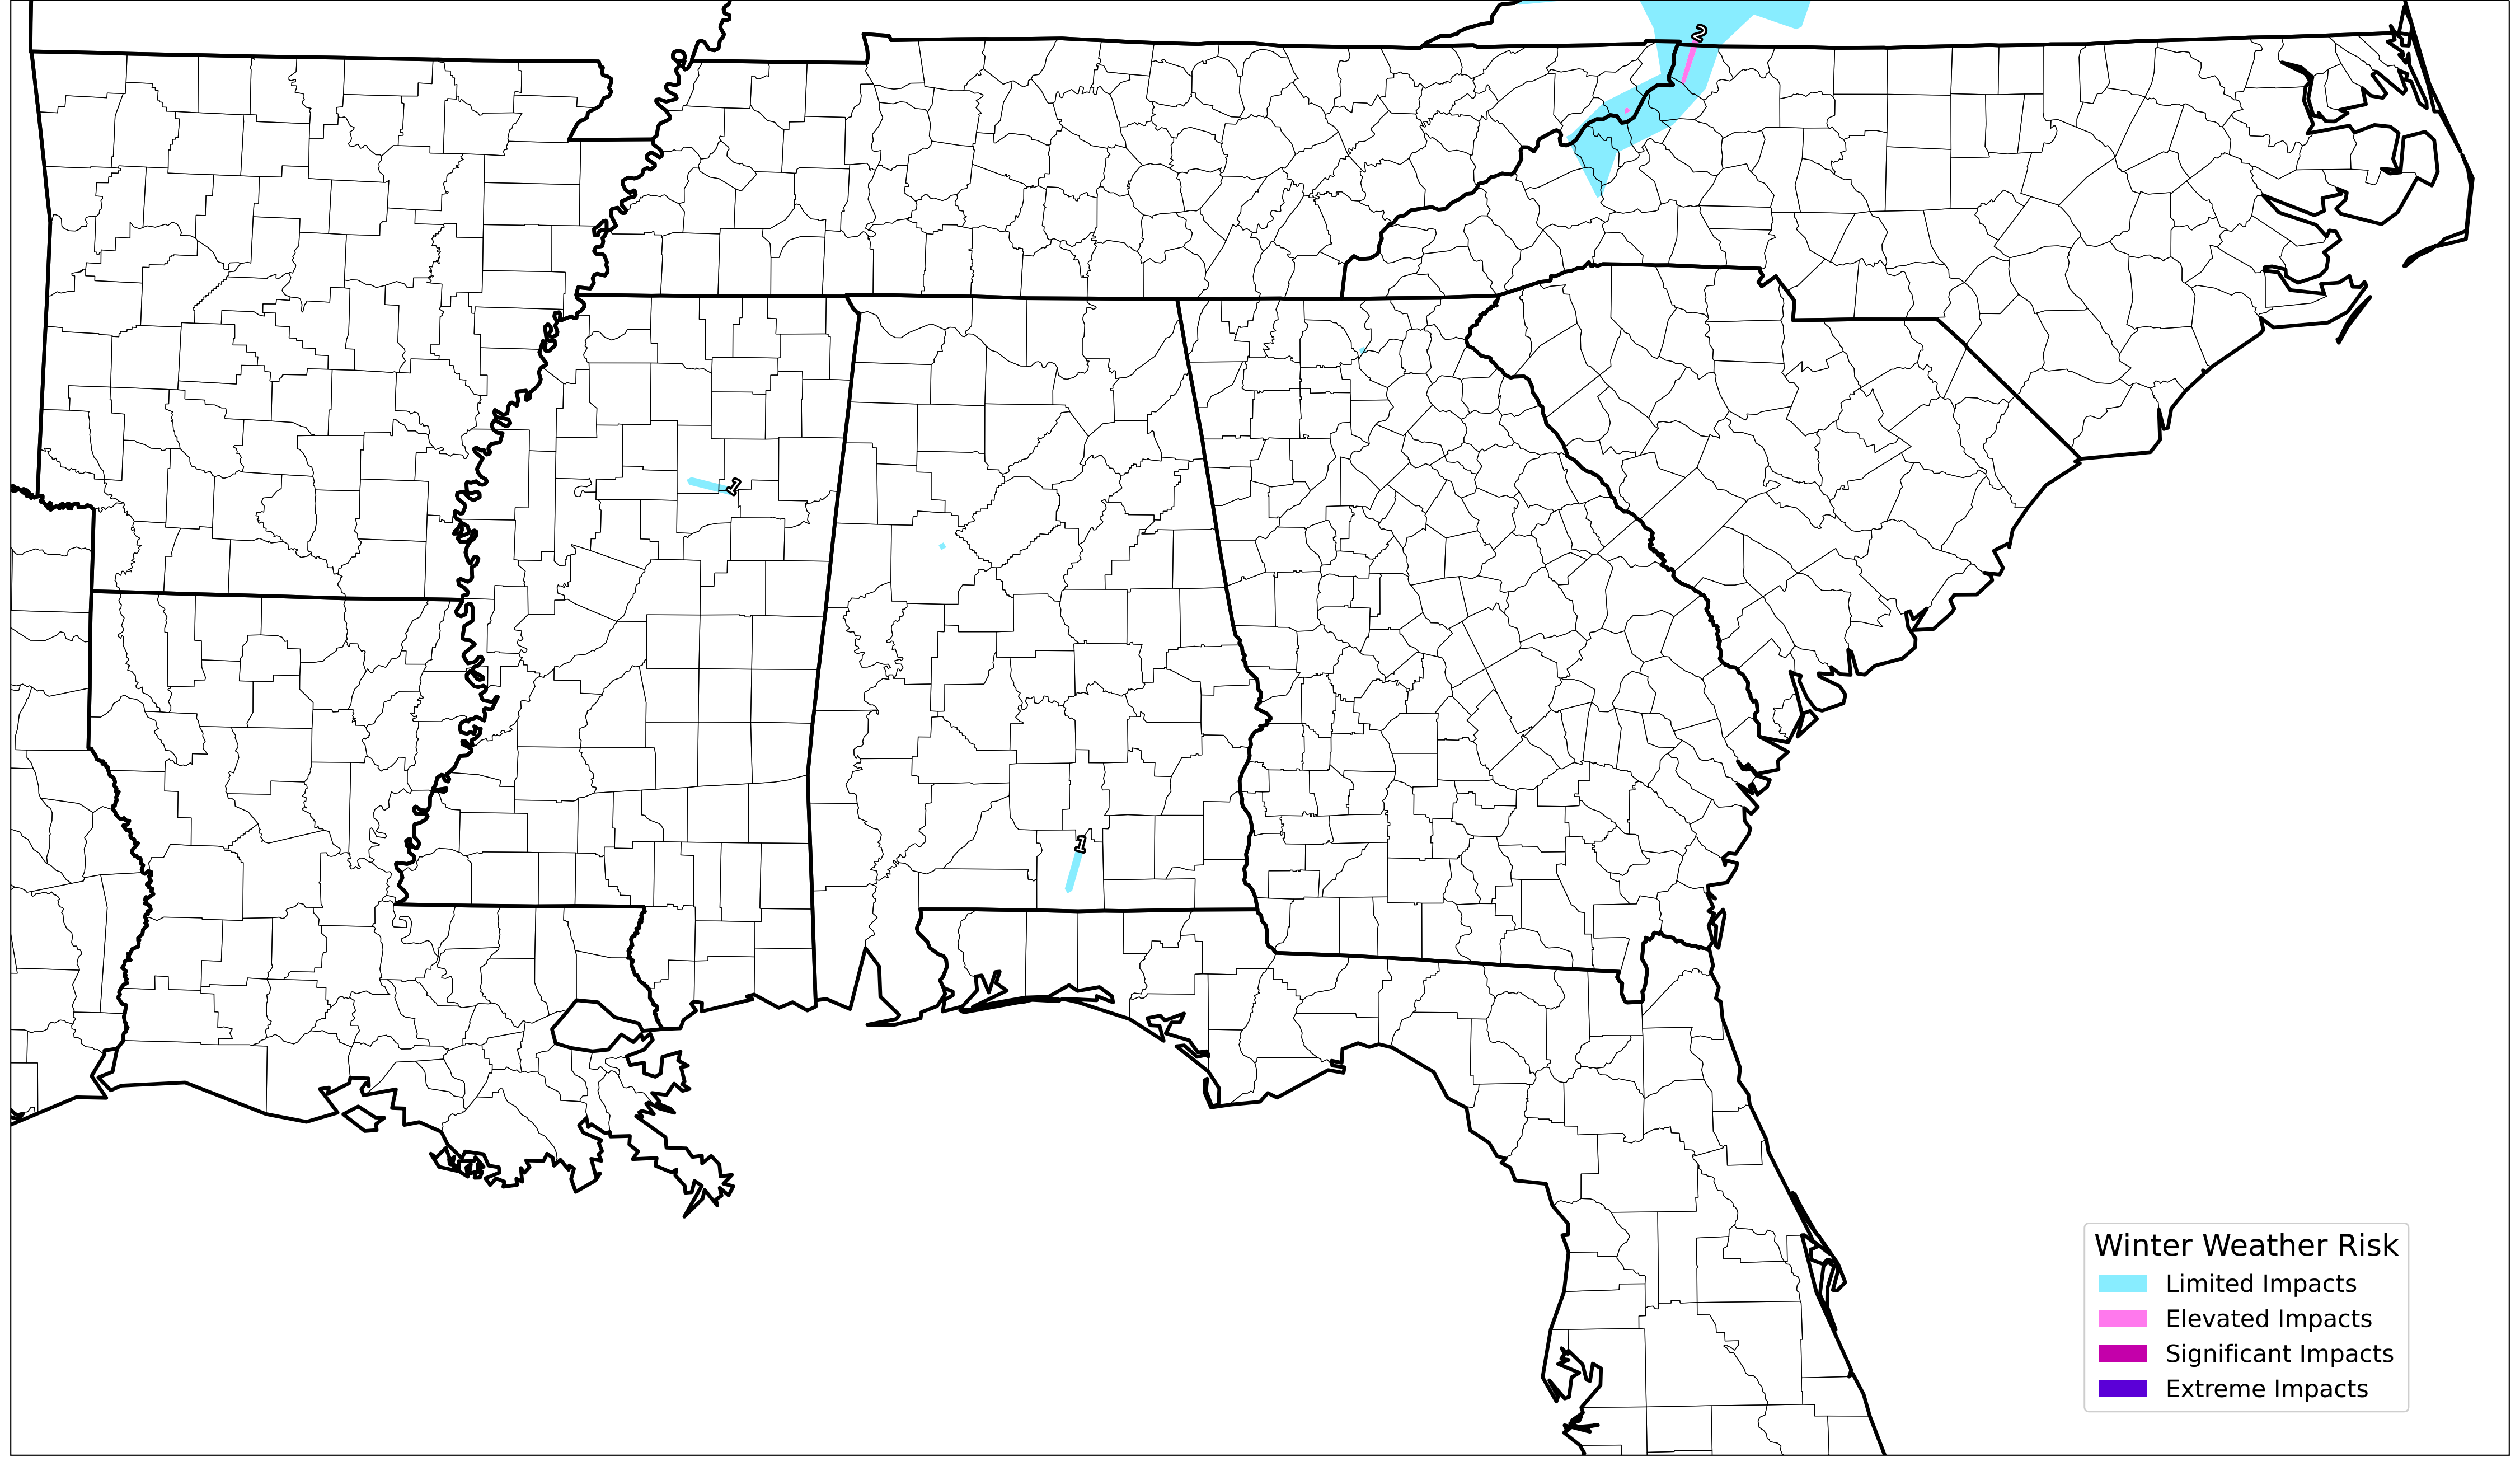 2
1
1
Winter Weather Risk
Limited Impacts
Elevated Impacts
Significant Impacts
Extreme Impacts